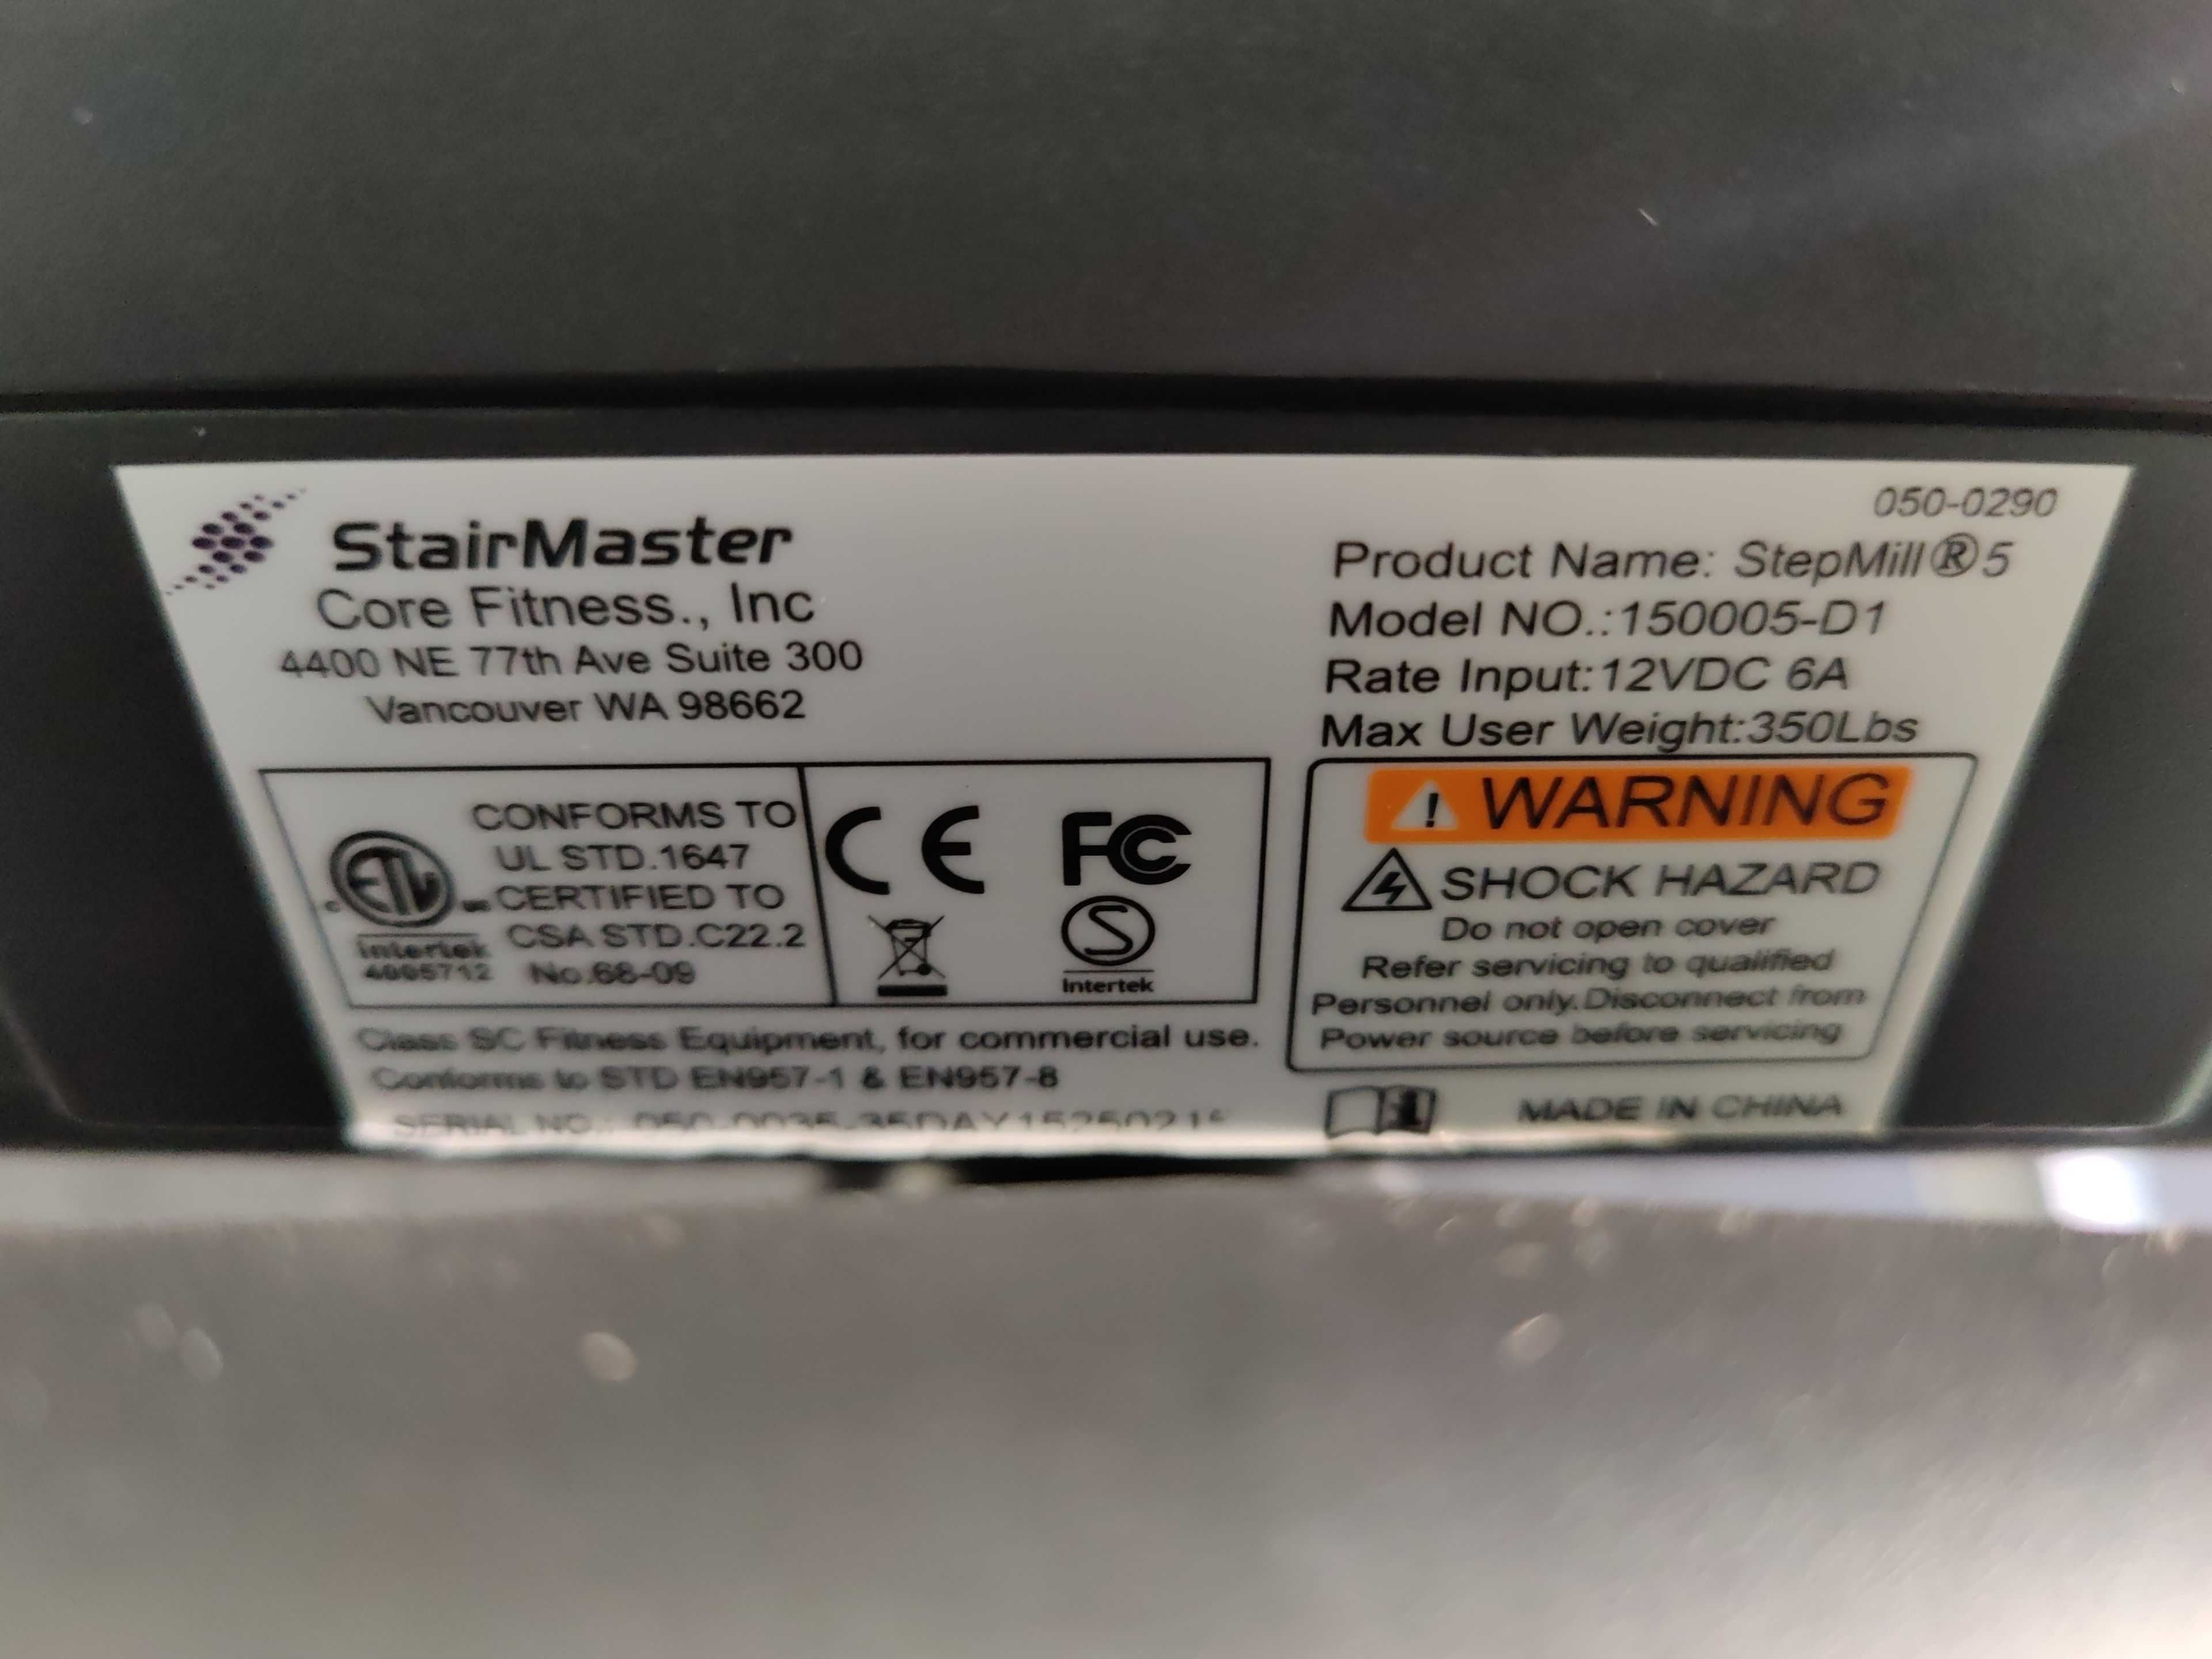 StairMaster
Core Fitness., Inc
4400 NE 77th Ave Suite 300
Vancouver WA 98662
050-0290
Product Name: StepMill®5
Model NO.:150005-D1
Rate Input:12VDC 6A
Max User Weight:350Lbs
ETL
Intertek
4005712
CONFORMS TO
UL STD.1647
CERTIFIED TO
CSA STD.C22.2
No.68-09
CE FC
S
Intertek
WARNING
SHOCK HAZARD
Do not open cover
Refer servicing to qualified
Personnel only.Disconnect from
Power source before servicing
Class SC Fitness Equipment, for commercial use.
Conforms to STD EN957-1 & EN957-8
SERIAL NO.:
MADE IN CHINA